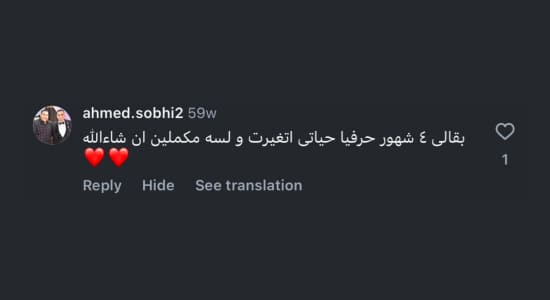 ahmed.sobhi2 59w
بقالى ٤ شهور حرفيا حياتى اتغيرت و لسه مكملين ان شاءالله
❤️❤️
1
Reply Hide See translation